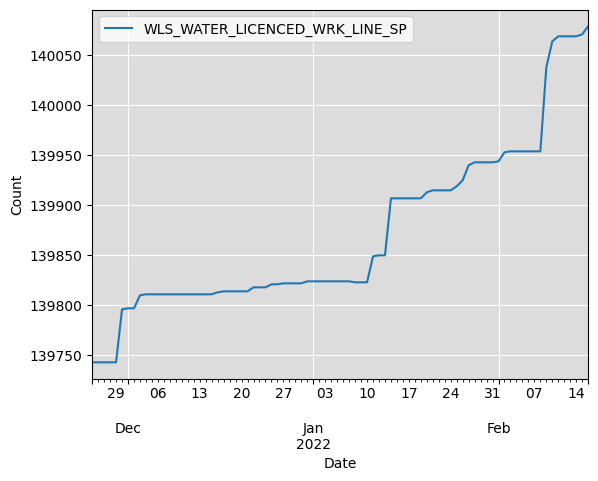 WLS_WATER_LICENCED_WRK_LINE_SP
140050
140000
139950
139900
139850
139800
139750
Count
29 06 13 20 27 03 10 17 24 31 07 14
Dec Jan Feb
2022
Date